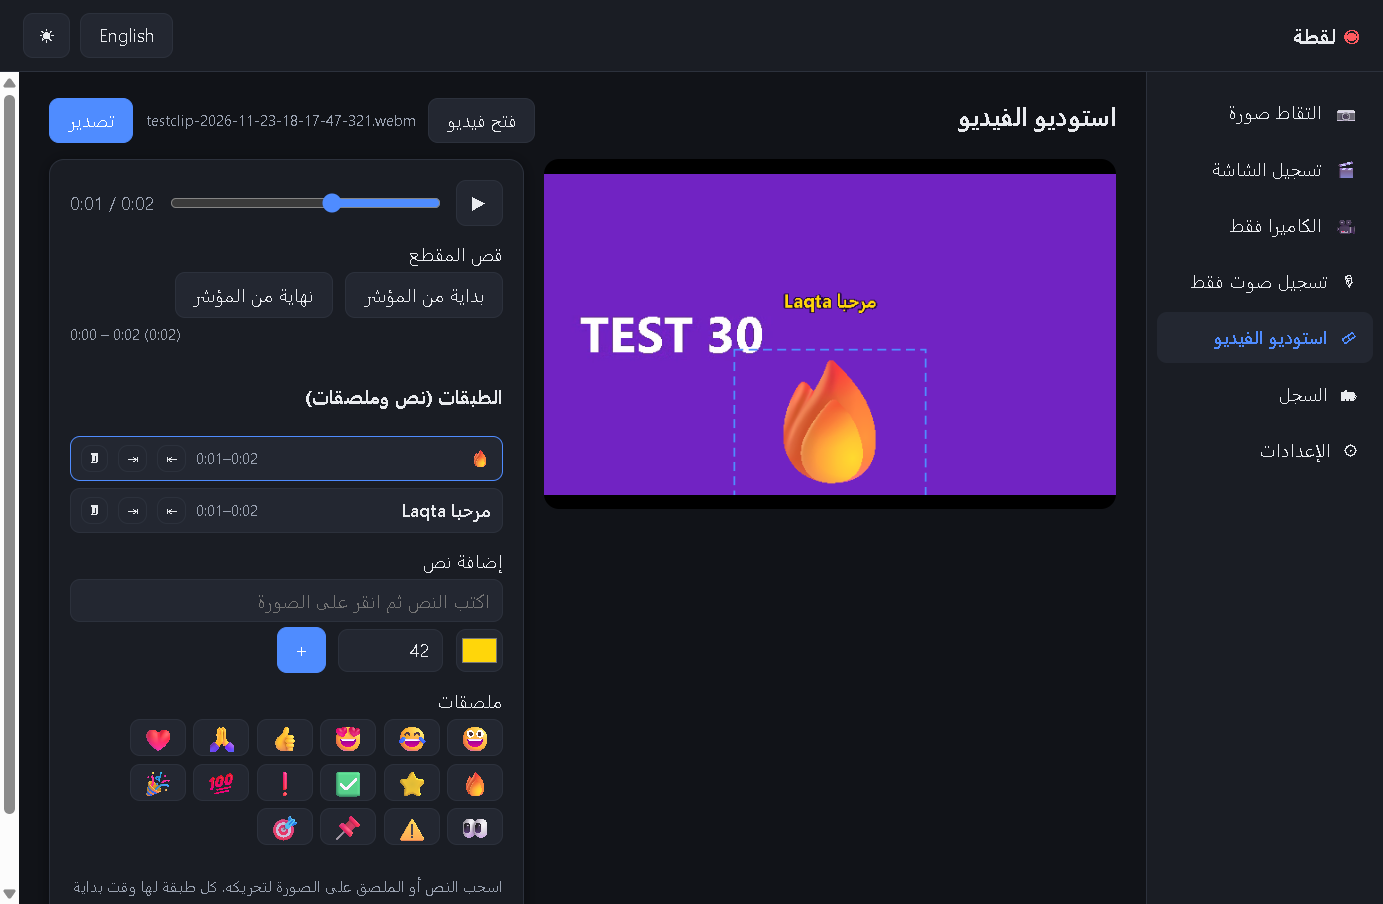 لقطة
English
التقاط صورة
تسجيل الشاشة
الكاميرا فقط
تسجيل صوت فقط
استوديو الفيديو
السجل
الإعدادات
استوديو الفيديو
فتح فيديو
testclip-2026-11-23-18-17-47-321.webm
تصدير
مرحبا Laqta
TEST 30
0:01 / 0:02
قص المقطع
بداية من المؤشر
نهاية من المؤشر
0:00 – 0:02 (0:02)
الطبقات (نص وملصقات)
0:01–0:02
مرحبا Laqta
0:01–0:02
إضافة نص
اكتب النص ثم انقر على الصورة
42
+
ملصقات
اسحب النص أو الملصق على الصورة لتحريكه. كل طبقة لها وقت بداية